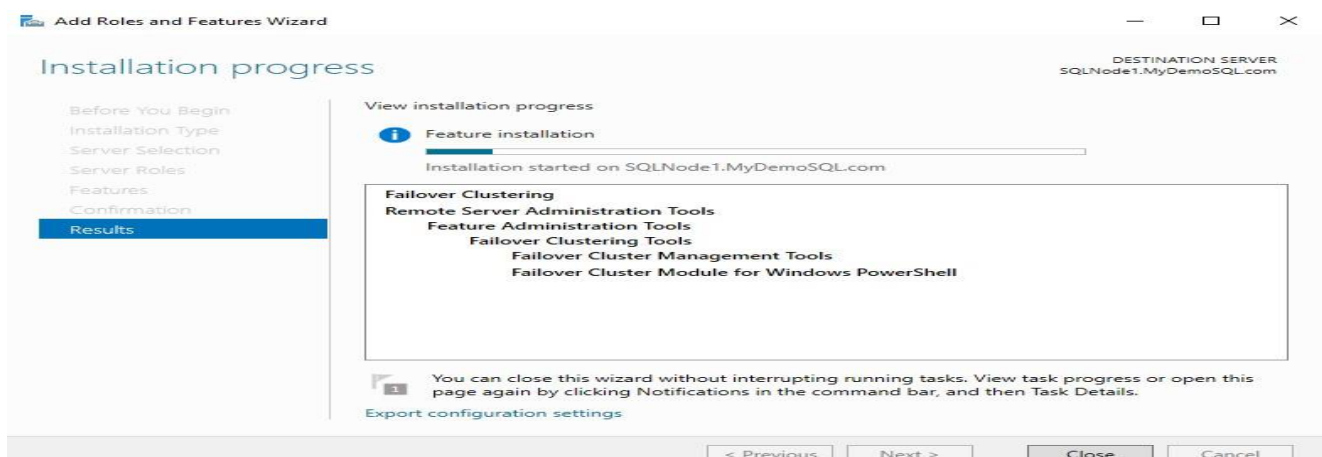 Add Roles and Features Wizard
Installation progress
DESTINATION SERVER
SQLNode1.MyDemoSQL.com
Before You Begin
Installation Type
Server Selection
Server Roles
Features
Confirmation
Results
View installation progress
Feature installation
Installation started on SQLNode1.MyDemoSQL.com
Failover Clustering
Remote Server Administration Tools
Feature Administration Tools
Failover Clustering Tools
Failover Cluster Management Tools
Failover Cluster Module for Windows PowerShell
1
You can close this wizard without interrupting running tasks. View task progress or open this
page again by clicking Notifications in the command bar, and then Task Details.
Export configuration settings
< Previous
Next >
Close
Cancel